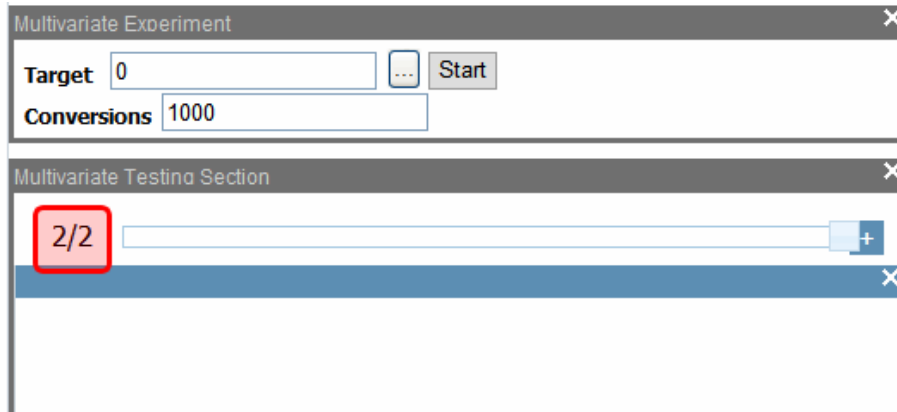 Multivariate Experiment
Target 0 ... Start
Conversions 1000
Multivariate Testing Section
2/2 +